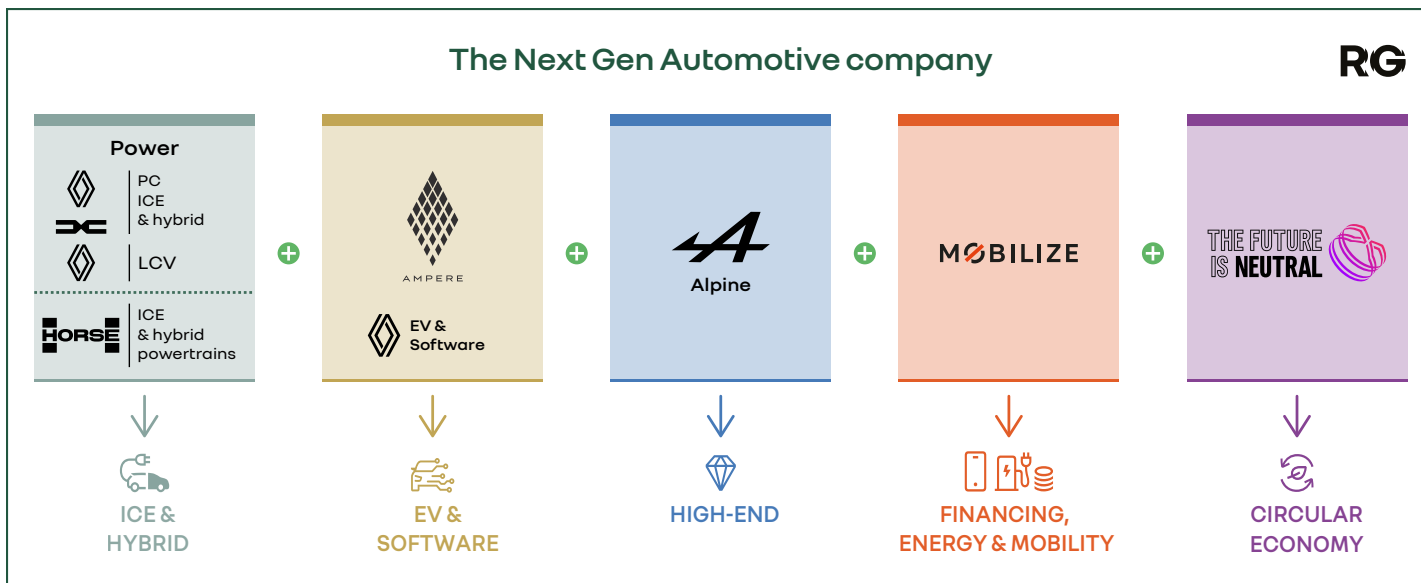 The Next Gen Automotive company
RG
Power
PC
ICE
& hybrid
LCV
HORSE
ICE
& hybrid
powertrains
AMPERE
EV &
Software
Alpine
MOBILIZE
THE FUTURE
IS NEUTRAL
ICE &
HYBRID
EV &
SOFTWARE
HIGH-END
FINANCING,
ENERGY & MOBILITY
CIRCULAR
ECONOMY